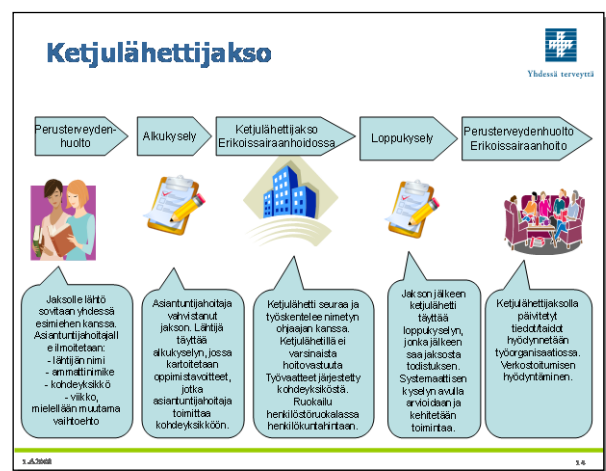 Ketjulähettijakso
Yhdessä terveyttä
Perusterveyden-
huolto
Alkukysely
Ketjulähettijakso
Erikoissairaanhoidossa
Loppukysely
Perusterveydenhuolto
Erikoissairaanhoito
Jaksolle lähtö
sovitaan yhdessä
esimiehen kanssa.
Asiantuntijahoitajall
e ilmoitetaan:
- lähtijän nimi
- ammattinimike
- kohdeyksikkö
- viikko,
mielellään muutama
vaihtoehto
Asiantuntijahoitaja
vahvistanut
jakson. Lähtijä
täyttää
alkukyselyn, jossa
kartoitetaan
oppimistavoitteet,
jotka
asiantuntijahoitaja
toimittaa
kohdeyksikköön.
Ketjulähetti seuraa ja
työskentelee nimetyn
ohjaajan kanssa.
Ketjulähetillä ei
varsinaista
hoitovastuuta
Työvaatteet järjestetty
kohdeyksiköstä.
Ruokailu
henkilöstöruokalassa
henkilökuntahintaan.
Jakson jälkeen
ketjulähetti
täyttää
loppukyselyn,
jonka jälkeen
saa jaksosta
todistuksen.
Systemaattisen
kyselyn avulla
arvioidaan ja
kehitetään
toimintaa.
Ketjulähettijaksolla
päivitetyt
tiedot/taidot
hyödynnetään
työorganisaatiossa.
Verkostoitumisen
hyödyntäminen.
14